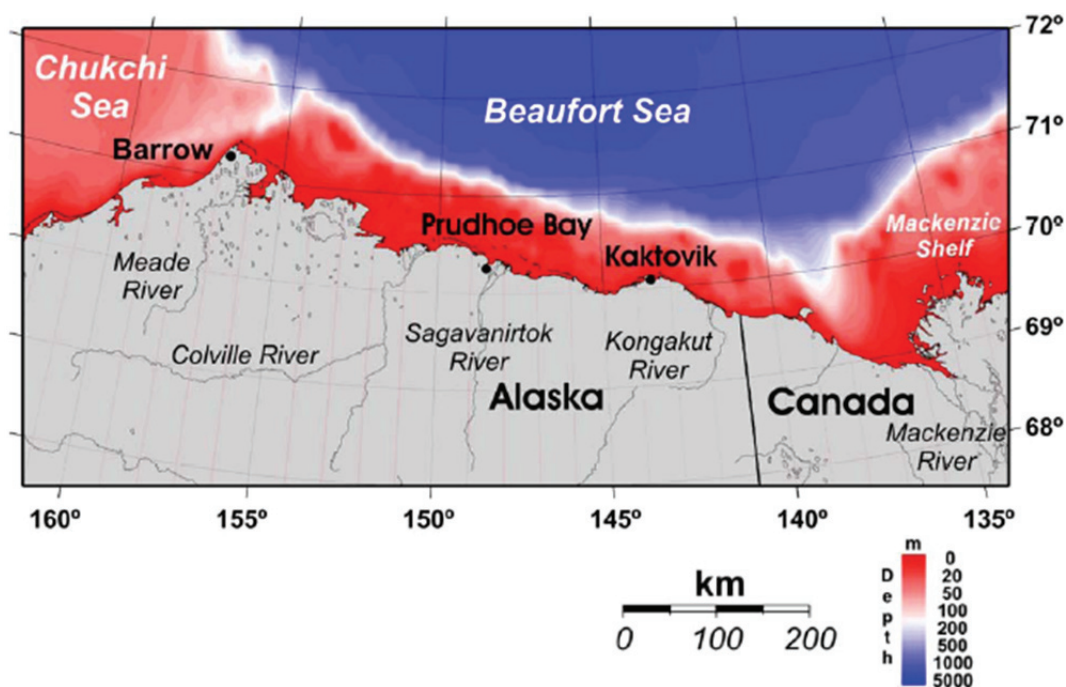 72º
Chukchi
Sea
Beaufort Sea
71º
Barrow
Prudhoe Bay
Mackenzie
Shelf
70º
Kaktovik
Meade
River
Sagavanirtok
River
Kongakut
River
69º
Colville River
Alaska
Canada
Mackenzie
River
68º
160º
155º
150º
145º
140º
135º
km
0
100
200
Depth
m
0
20
50
100
200
500
1000
5000